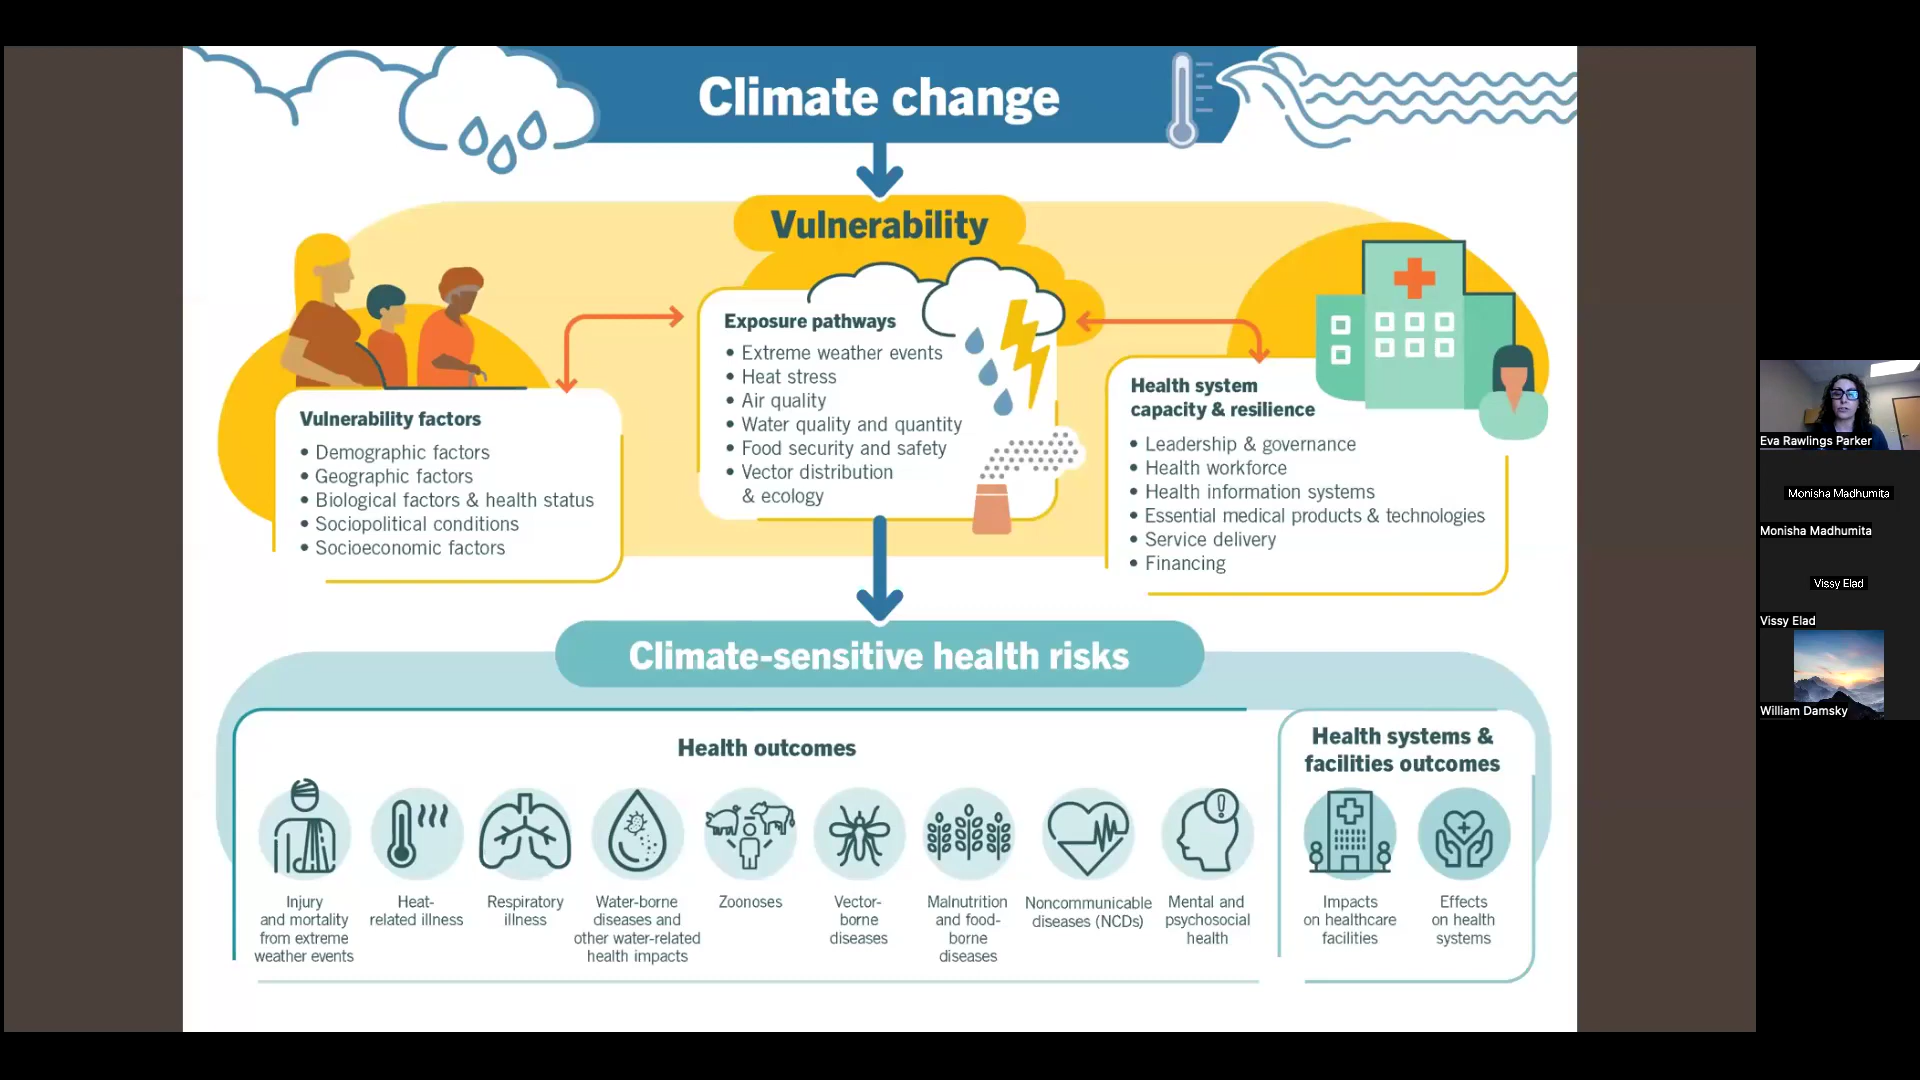 Climate change
Vulnerability
Vulnerability factors
• Demographic factors
• Geographic factors
• Biological factors & health status
• Sociopolitical conditions
• Socioeconomic factors
Exposure pathways
• Extreme weather events
• Heat stress
• Air quality
• Water quality and quantity
• Food security and safety
• Vector distribution
& ecology
Health system
capacity & resilience
• Leadership & governance
• Health workforce
• Health information systems
• Essential medical products & technologies
• Service delivery
• Financing
Climate-sensitive health risks
Health outcomes
Injury
and mortality
from extreme
weather events
Heat-
related illness
Respiratory
illness
Water-borne
diseases and
other water-related
health impacts
Zoonoses
Vector-
borne
diseases
Malnutrition
and food-
borne
diseases
Noncommunicable
diseases (NCDs)
Mental and
psychosocial
health
Health systems &
facilities outcomes
Impacts
on healthcare
facilities
Effects
on health
systems
Eva Rawlings Parker
Monisha Madhumita
Monisha Madhumita
Vissy Elad
Vissy Elad
William Damsky